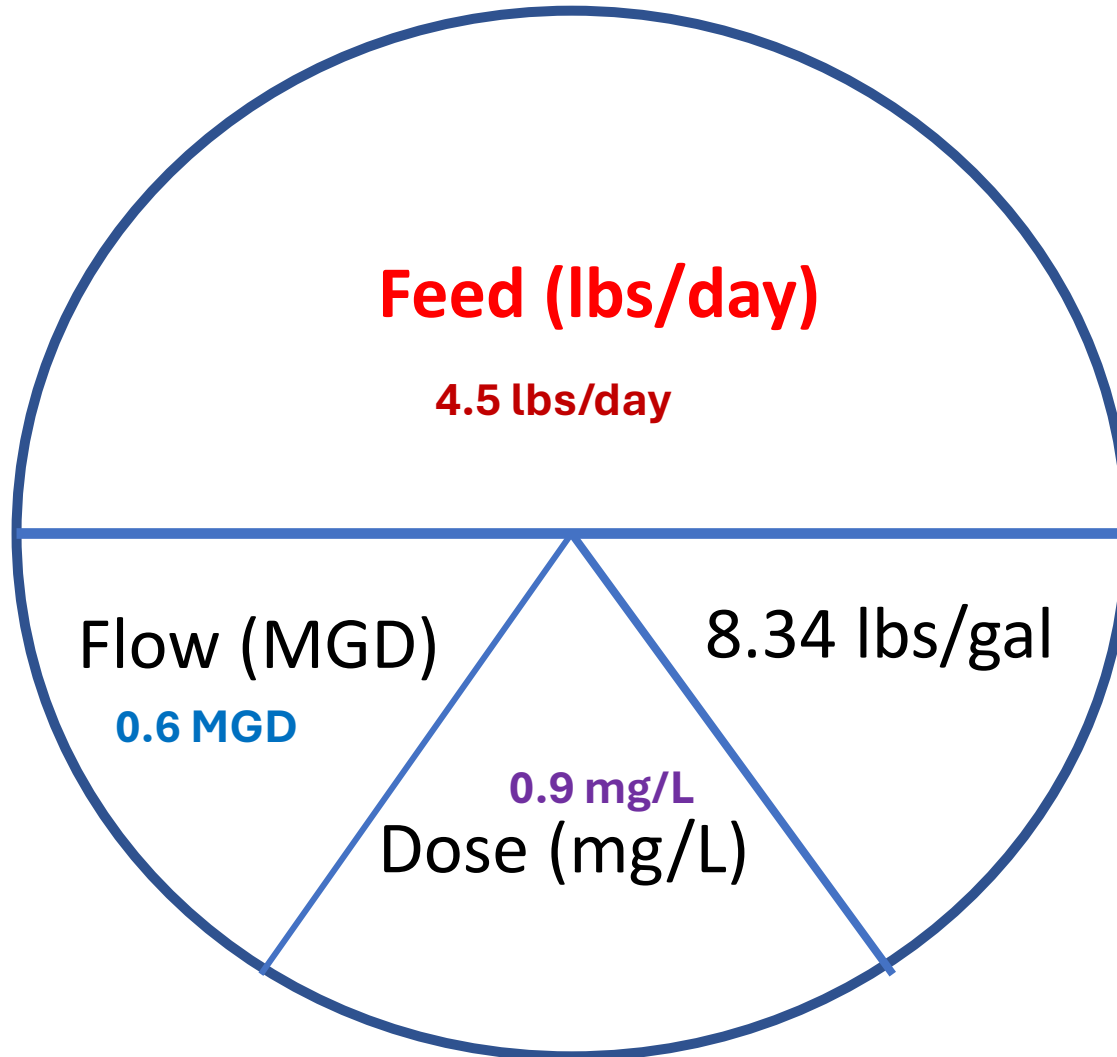 Feed (lbs/day)
4.5 lbs/day
Flow (MGD)
0.6 MGD
0.9 mg/L
Dose (mg/L)
8.34 lbs/gal